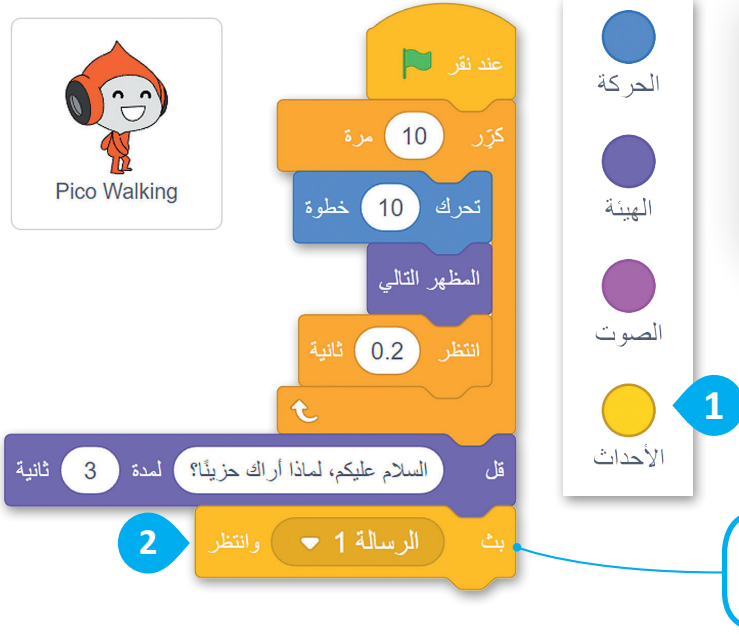 عند نقر
كرّر 10 مرة
تحرك 10 خطوة
المظهر التالي
انتظر 0.2 ثانية
قل السلام عليكم، لماذا أراك حزينًا؟ لمدة 3 ثانية
بث الرسالة 1 وانتظر
2
الحركة
الهيئة
الصوت
الأحداث
1
Pico Walking